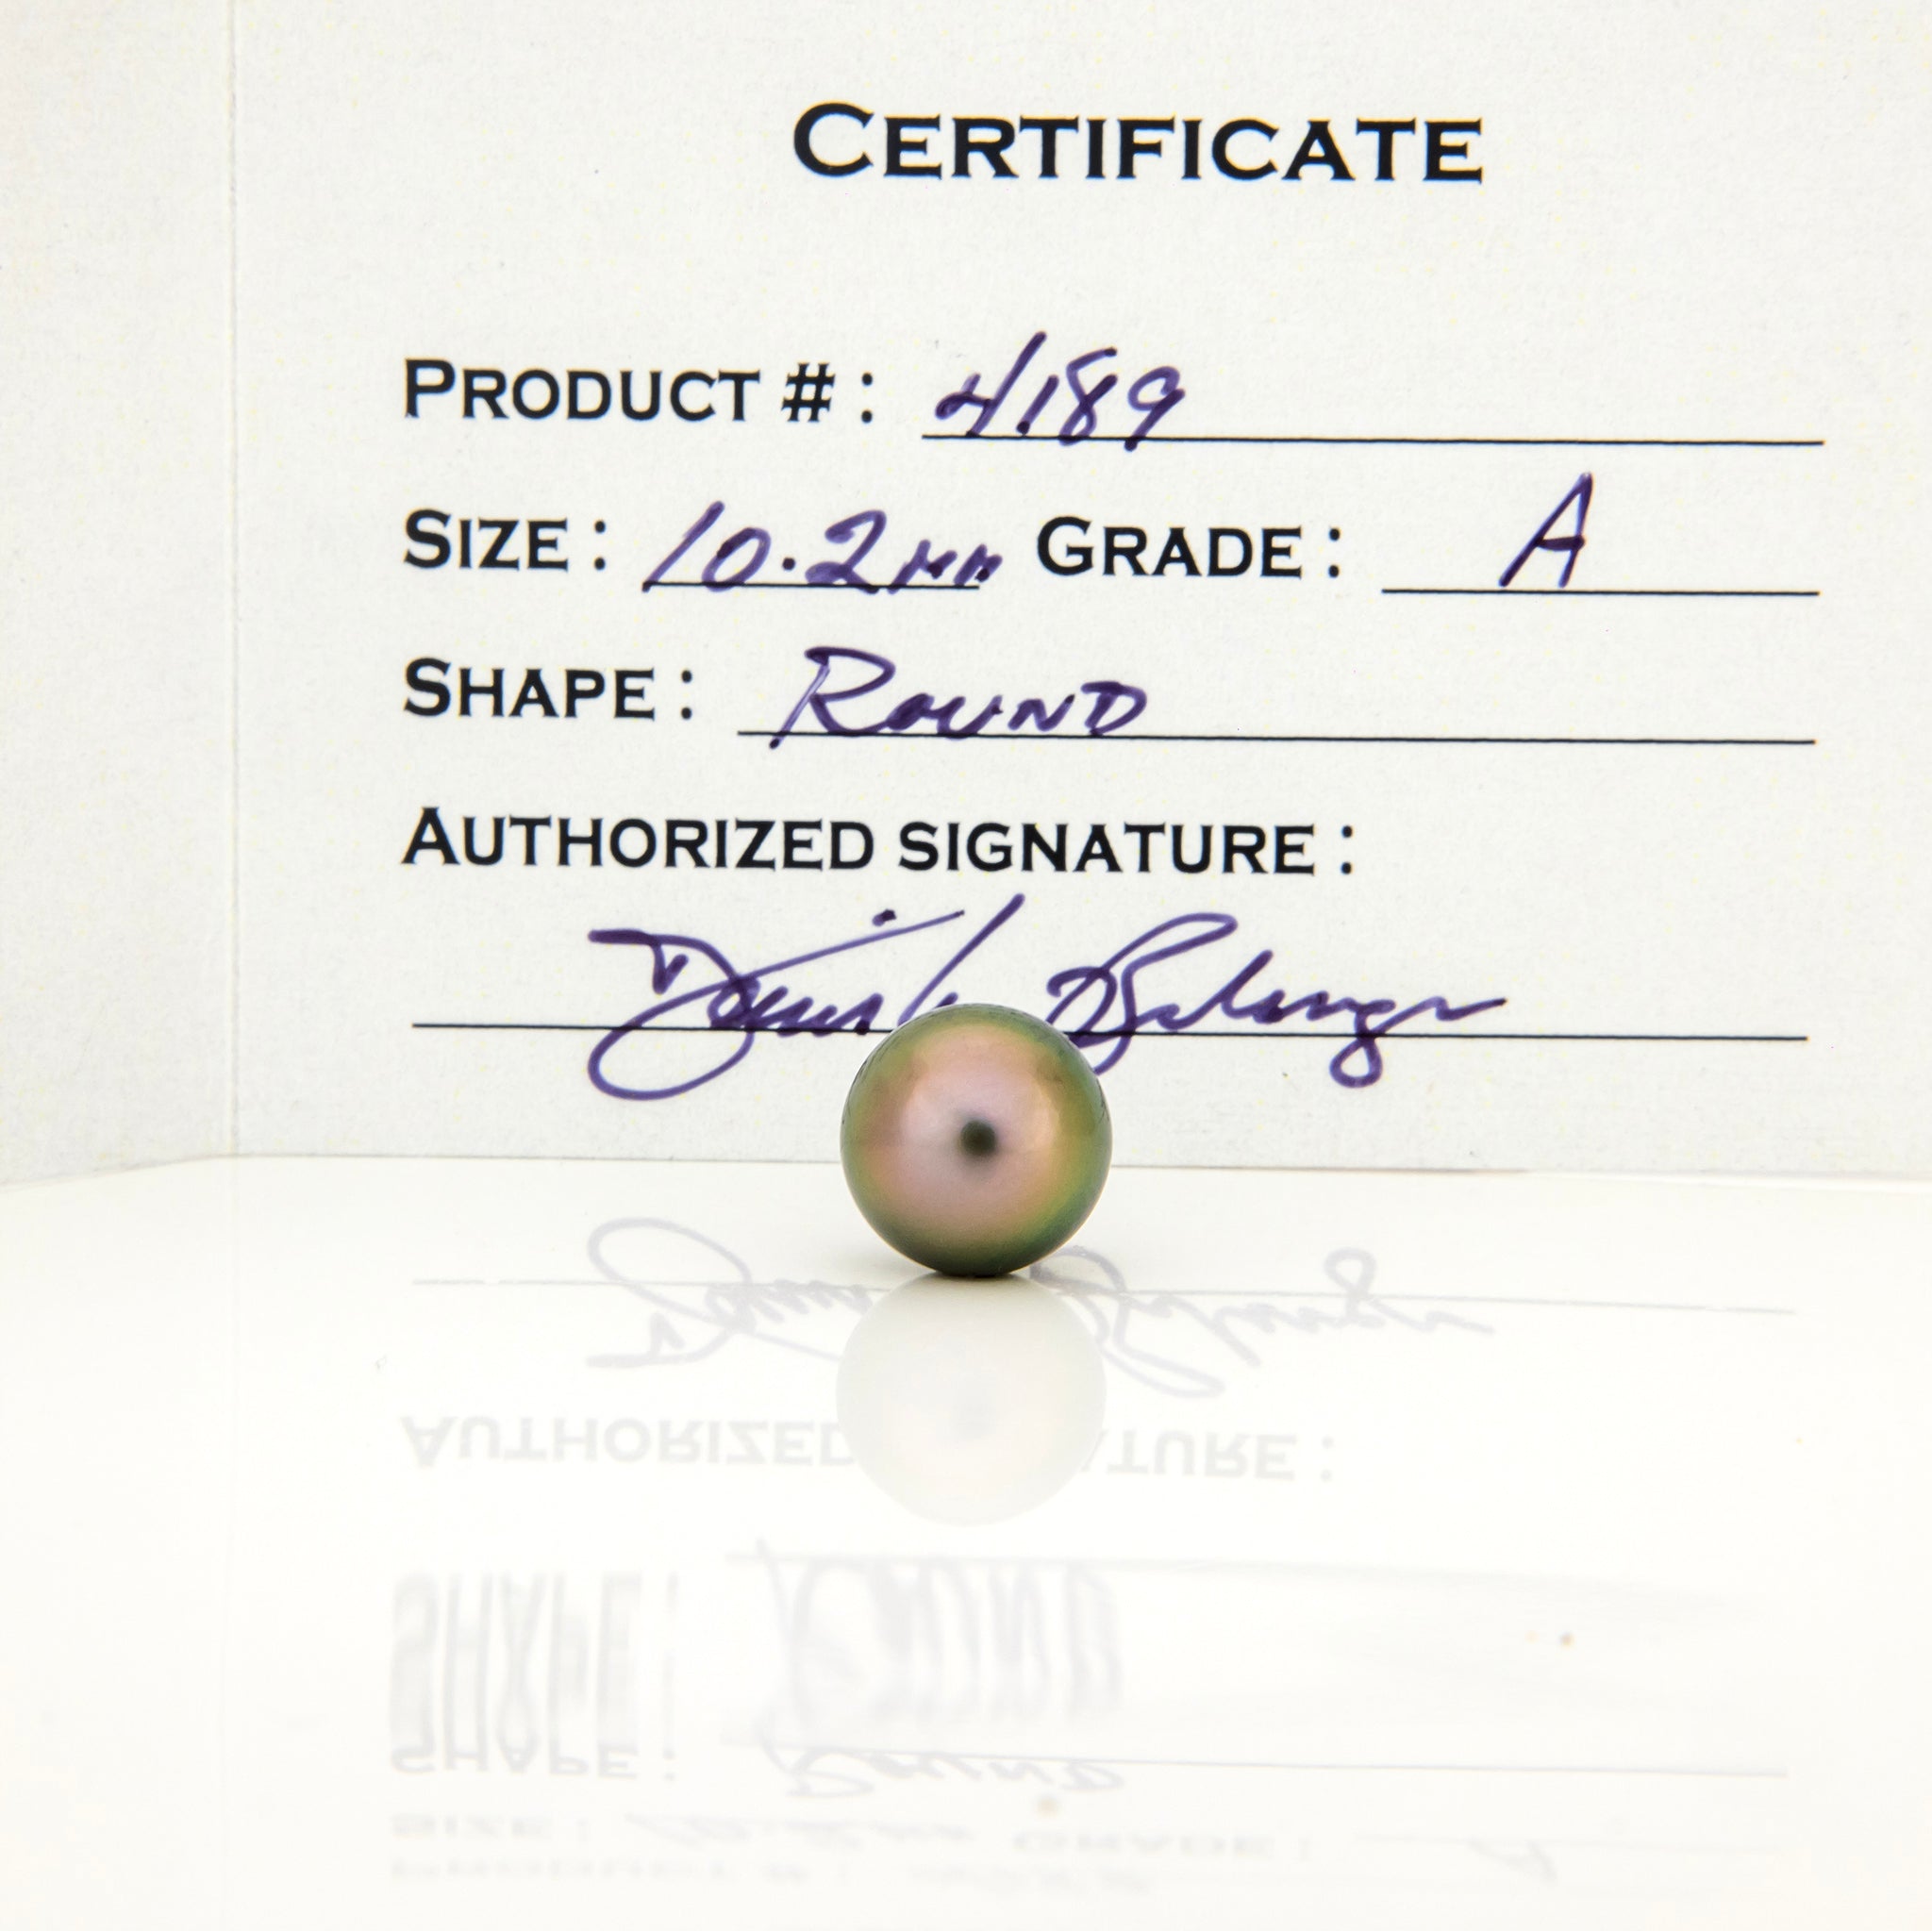 CERTIFICATE
PRODUCT #: 4189
SIZE: 10.2mm GRADE: A
SHAPE: ROUND
AUTHORIZED SIGNATURE: